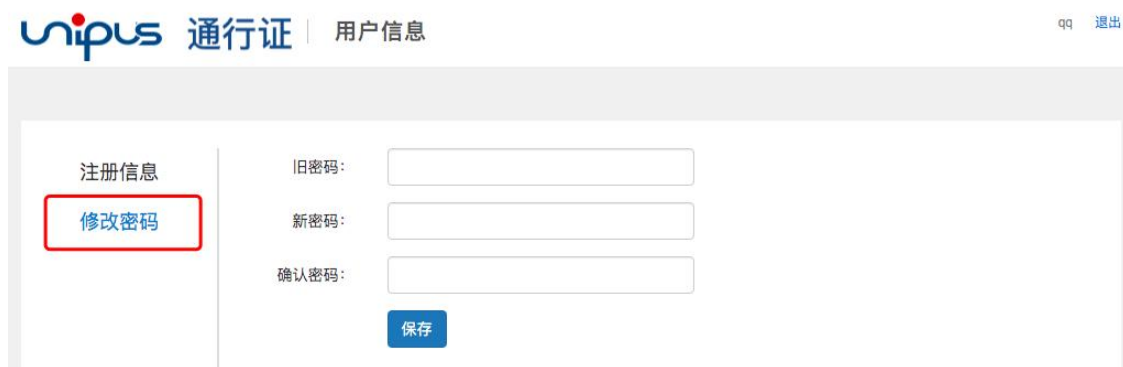 unipus 通行证 用户信息 qq 退出
注册信息
修改密码
旧密码：
新密码：
确认密码：
保存